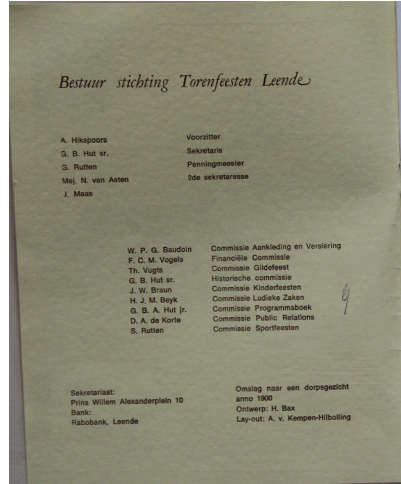 Bestuur stichting Torenfeesten Leende
A. Hikspoors Voorzitter
G. B. Hut sr. Sekretaris
G. Rutten Penningmeester
Mej. N. van Asten 2de sekretaresse
J. Maas
W. P. G. Baudoin Commissie Aankleding en Versiering
F. C. M. Vogels Financiële Commissie
Th. Vugts Commissie Gildefeest
G. B. Hut sr. Historische commissie
J. W. Braun Commissie Kinderfeesten
H. J. M. Beyk Commissie Ludieke Zaken
G. B. A. Hut jr. Commissie Programmaboek
D. A. de Korte Commissie Public Relations
S. Rutten Commissie Sportfeesten
Sekretariaat:
Prins Willem Alexanderplein 10
Bank:
Rabobank, Leende
Omslag naar een dorpsgezicht
anno 1900
Ontwerp: H. Bax
Lay-out: A. v. Kempen-Hilbolling